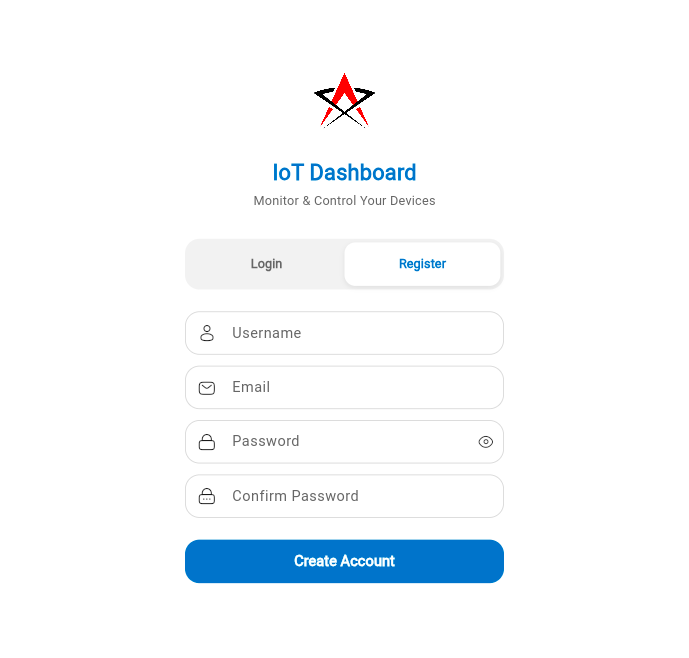 IoT Dashboard
Monitor & Control Your Devices
Login
Register
Username
Email
Password
Confirm Password
Create Account